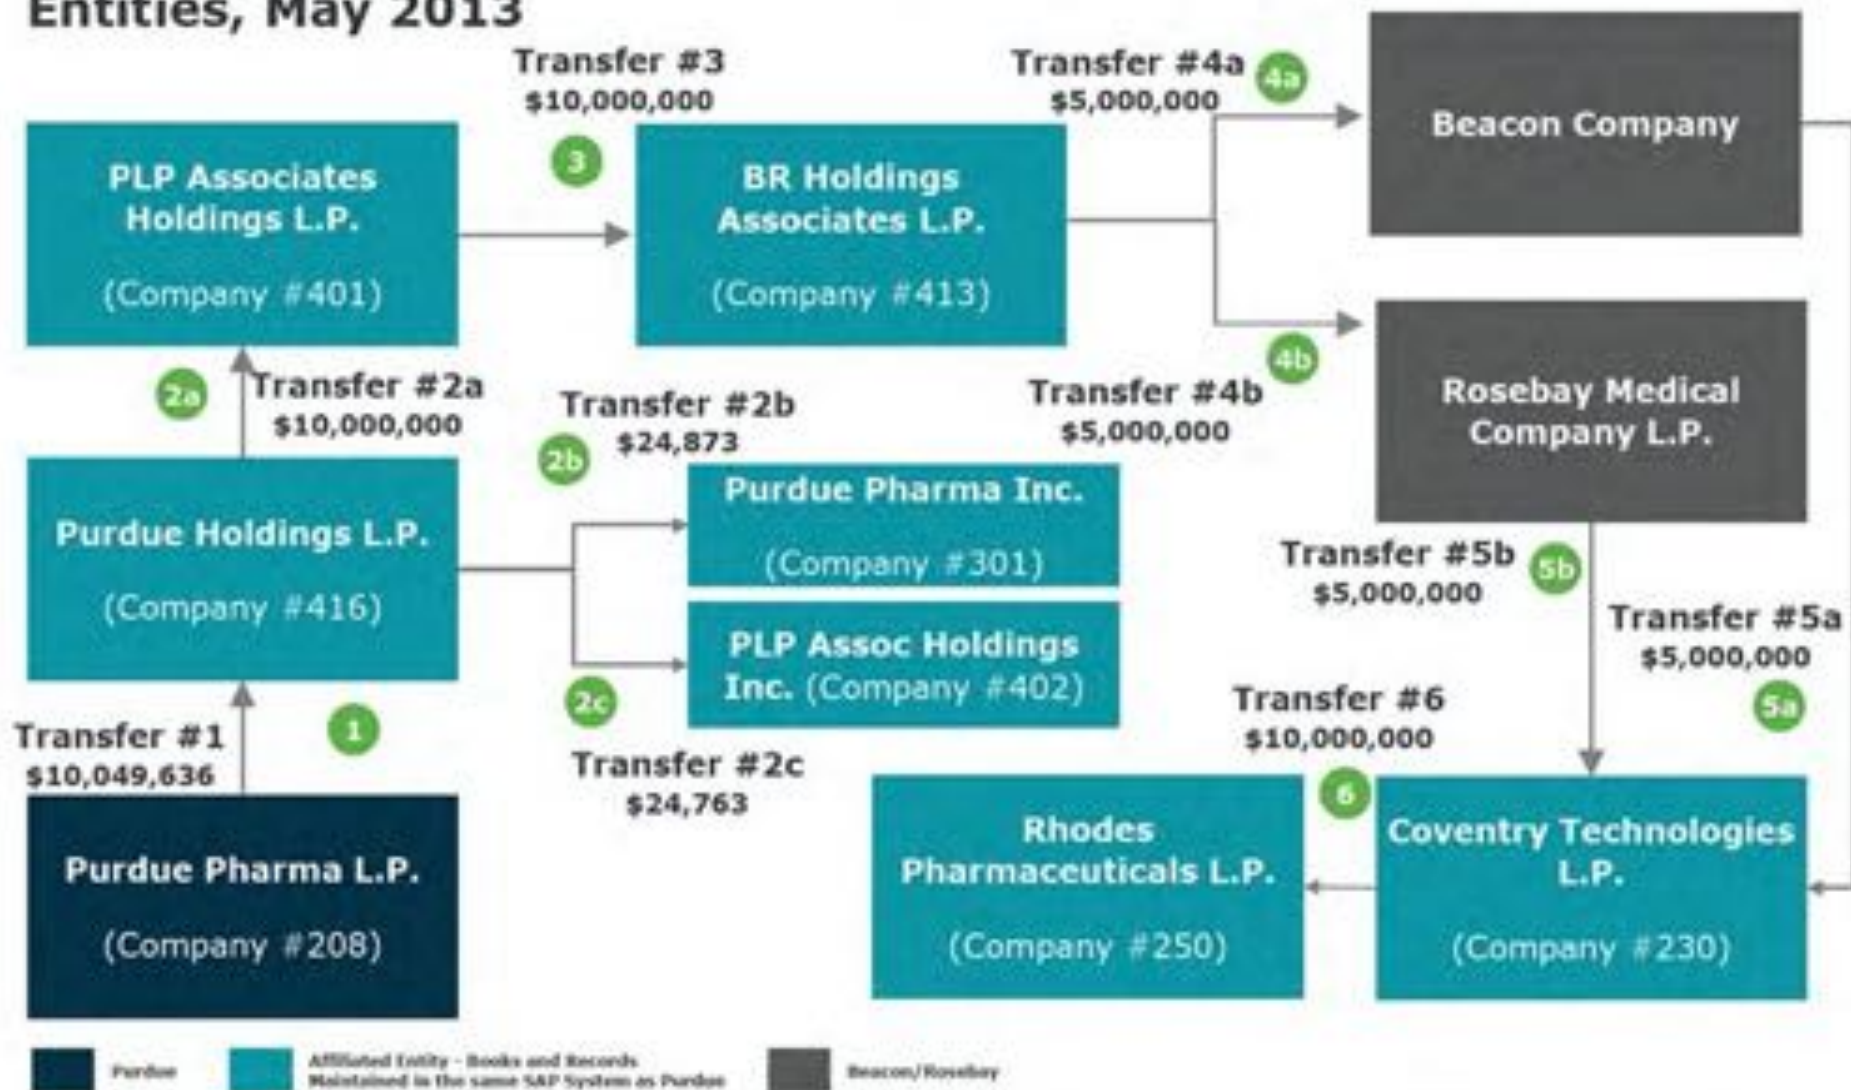 Entities, May 2013
Transfer #3
$10,000,000
Transfer #4a
$5,000,000
4a
3
PLP Associates
Holdings L.P.
(Company #401)
BR Holdings
Associates L.P.
(Company #413)
Beacon Company
2a
Transfer #2a
$10,000,000
Transfer #2b
$24,873
2b
Transfer #4b
$5,000,000
4b
Rosebay Medical
Company L.P.
Purdue Holdings L.P.
(Company #416)
Purdue Pharma Inc.
(Company #301)
PLP Assoc Holdings
Inc. (Company #402)
2c
Transfer #2c
$24,763
Transfer #5b
$5,000,000
5b
Transfer #5a
$5,000,000
5a
Transfer #1
$10,049,636
1
Transfer #6
$10,000,000
6
Purdue Pharma L.P.
(Company #208)
Rhodes
Pharmaceuticals L.P.
(Company #250)
Coventry Technologies
L.P.
(Company #230)
Purdue
Affiliated Entity - Books and Records
Maintained in the same SAP System as Purdue
Beacon/Rosebay